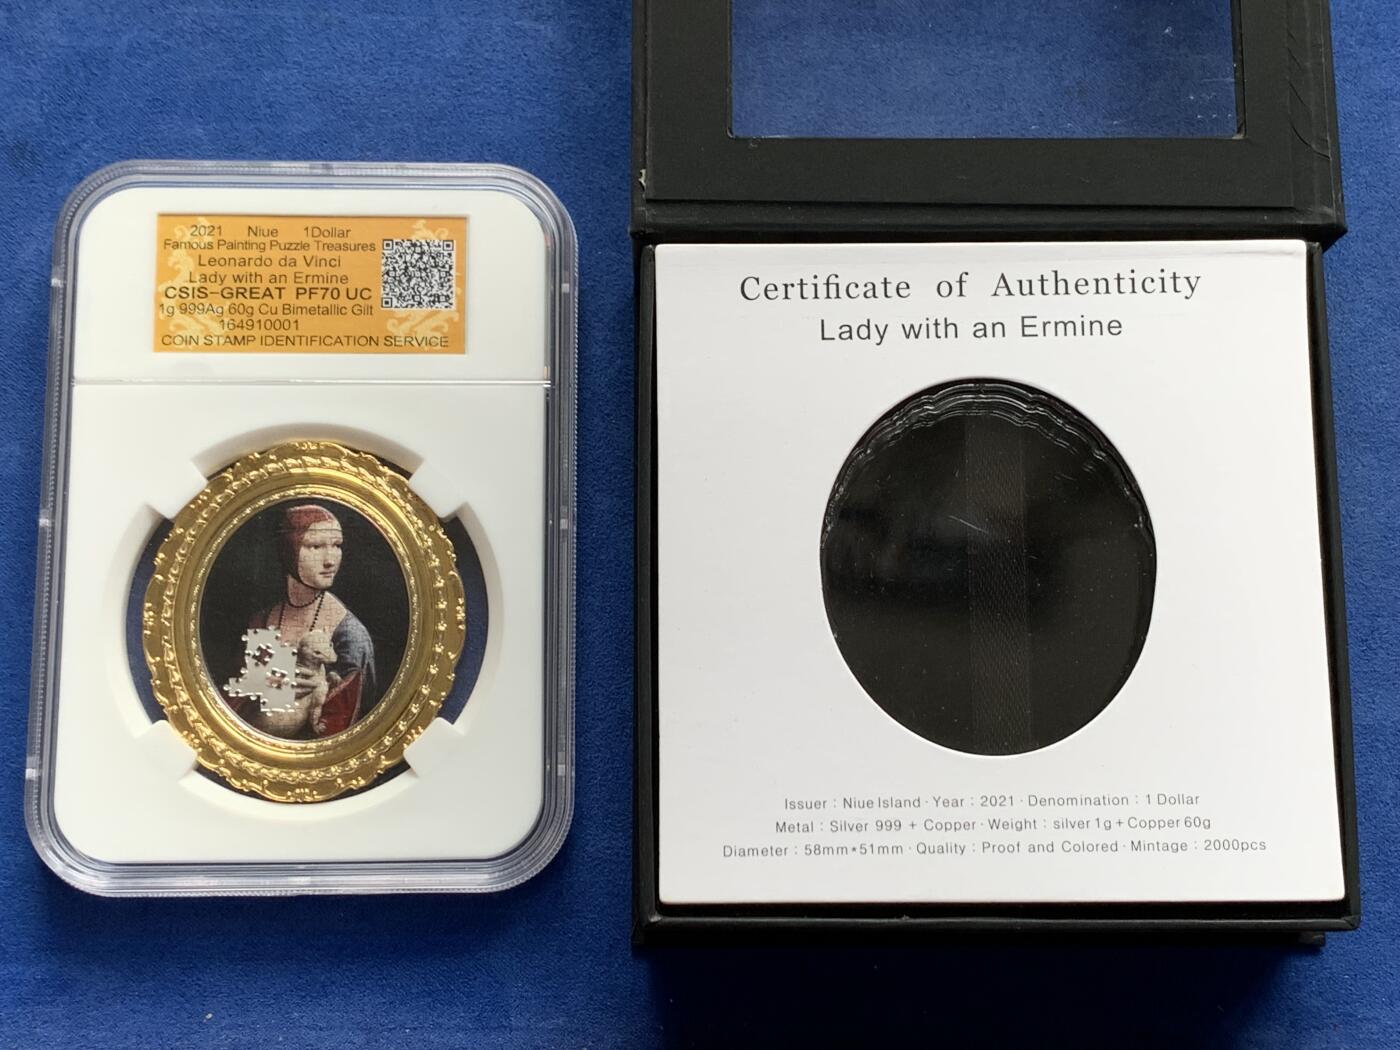 2021 Niue 1Dollar
Famous Painting Puzzle Treasures
Leonardo da Vinci
Lady with an Ermine
CSIS-GREAT PF70 UC
1g 999Ag 60g Cu Bimetallic Gilt
164910001
COIN STAMP IDENTIFICATION SERVICE
Certificate of Authenticity
Lady with an Ermine
Issuer : Niue Island · Year : 2021 · Denomination : 1 Dollar
Metal : Silver 999 + Copper · Weight : silver 1g + Copper 60g
Diameter : 58mm*51mm · Quality : Proof and Colored · Mintage : 2000pcs